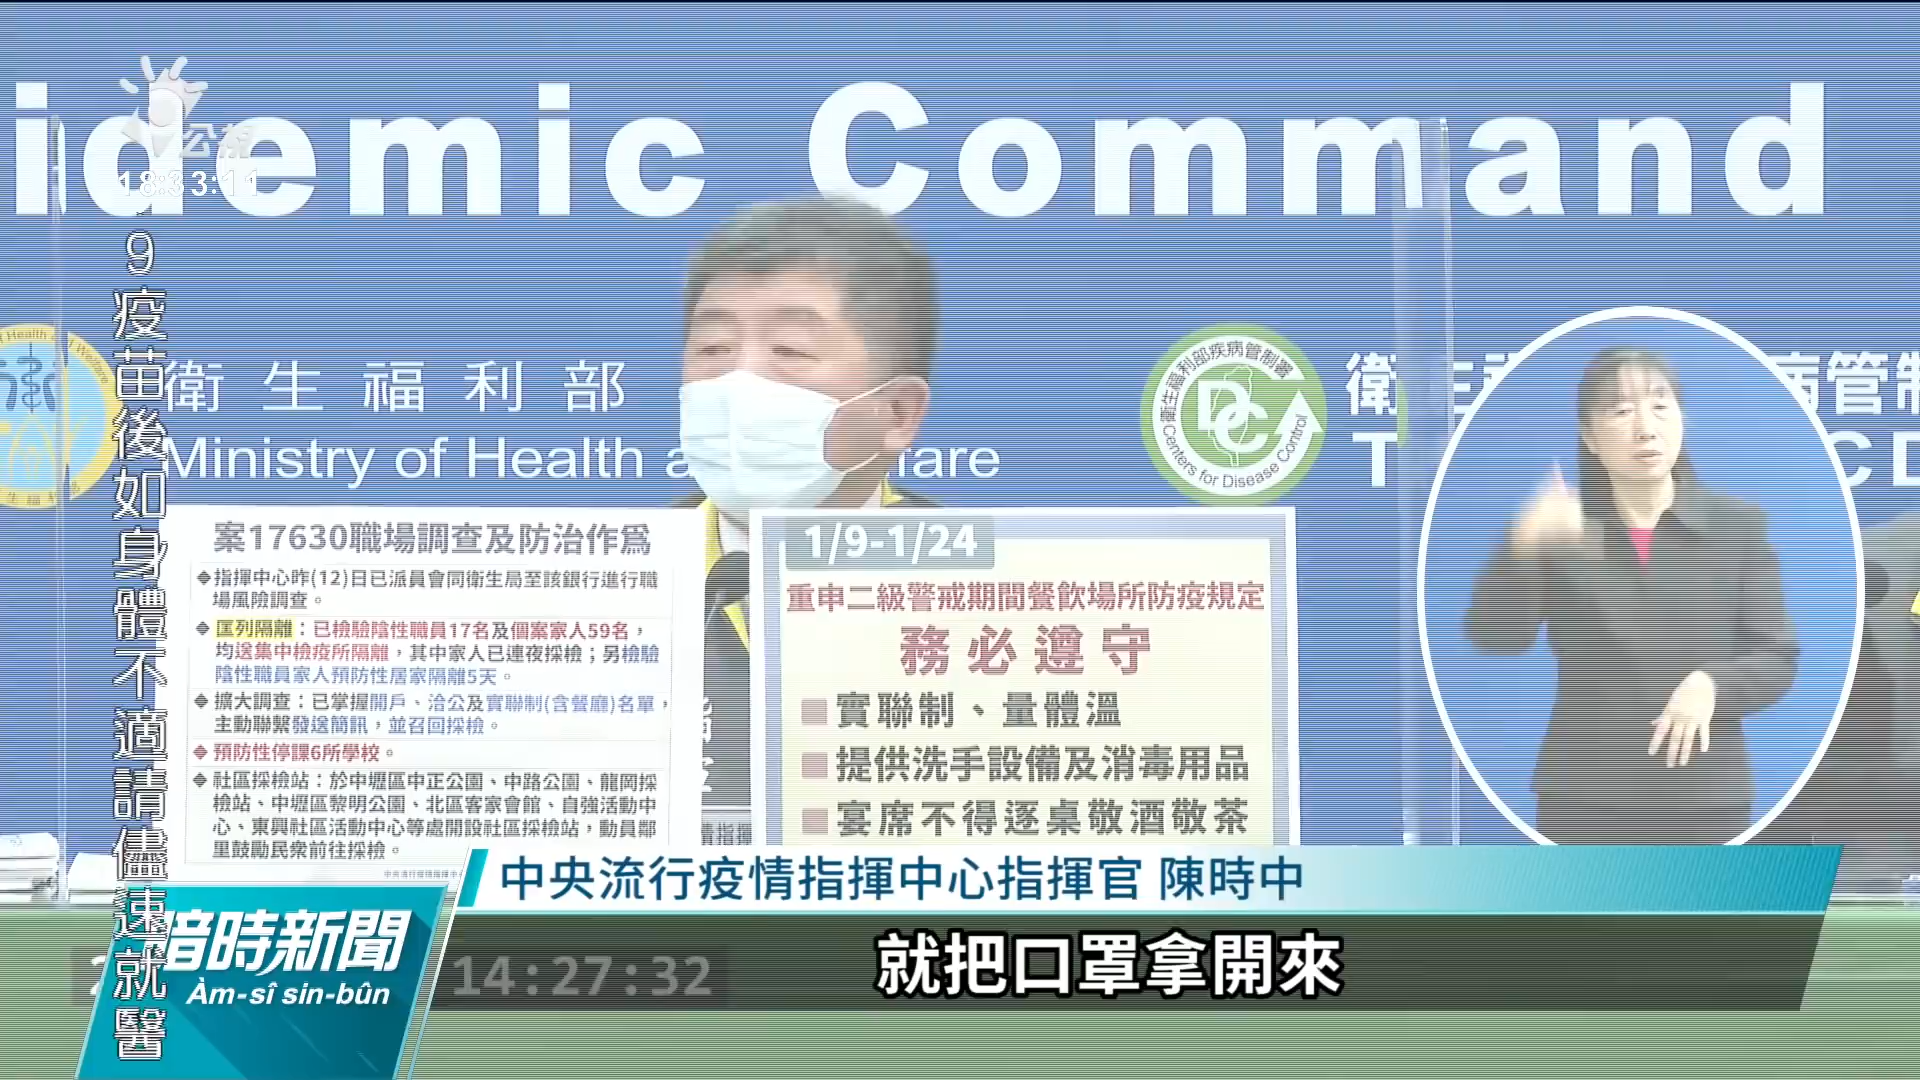 idemic Command
公視
18:33:11
9疫苗後如身體不適請儘速就醫
衛生福利部
Ministry of Health a fare
衛生福利部疾病管制署
Centers for Disease Control
案17630職場調查及防治作為
◆指揮中心昨(12)日已派員會同衛生局至該銀行進行職
場風險調查。
◆匡列隔離：已檢驗陰性職員17名及個案家人59名，
均送集中檢疫所隔離，其中家人已連夜採檢；另檢驗
陰性職員家人預防性居家隔離5天。
◆擴大調查：已掌握開戶、洽公及實聯制(含餐廳)名單，
主動聯繫發送簡訊，並召回採檢。
◆預防性停課6所學校。
◆社區採檢站：於中壢區中正公園、中路公園、龍岡採
檢站、中壢區黎明公園、北區客家會館、自強活動中
心、東興社區活動中心等處開設社區採檢站，動員鄰
里鼓勵民眾前往採檢。
1/9-1/24
重申二級警戒期間餐飲場所防疫規定
務必遵守
實聯制、量體溫
提供洗手設備及消毒用品
宴席不得逐桌敬酒敬茶
中央流行疫情指揮中心指揮官 陳時中
暗時新聞
Àm-sî sin-bûn
14:27:32
就把口罩拿開來